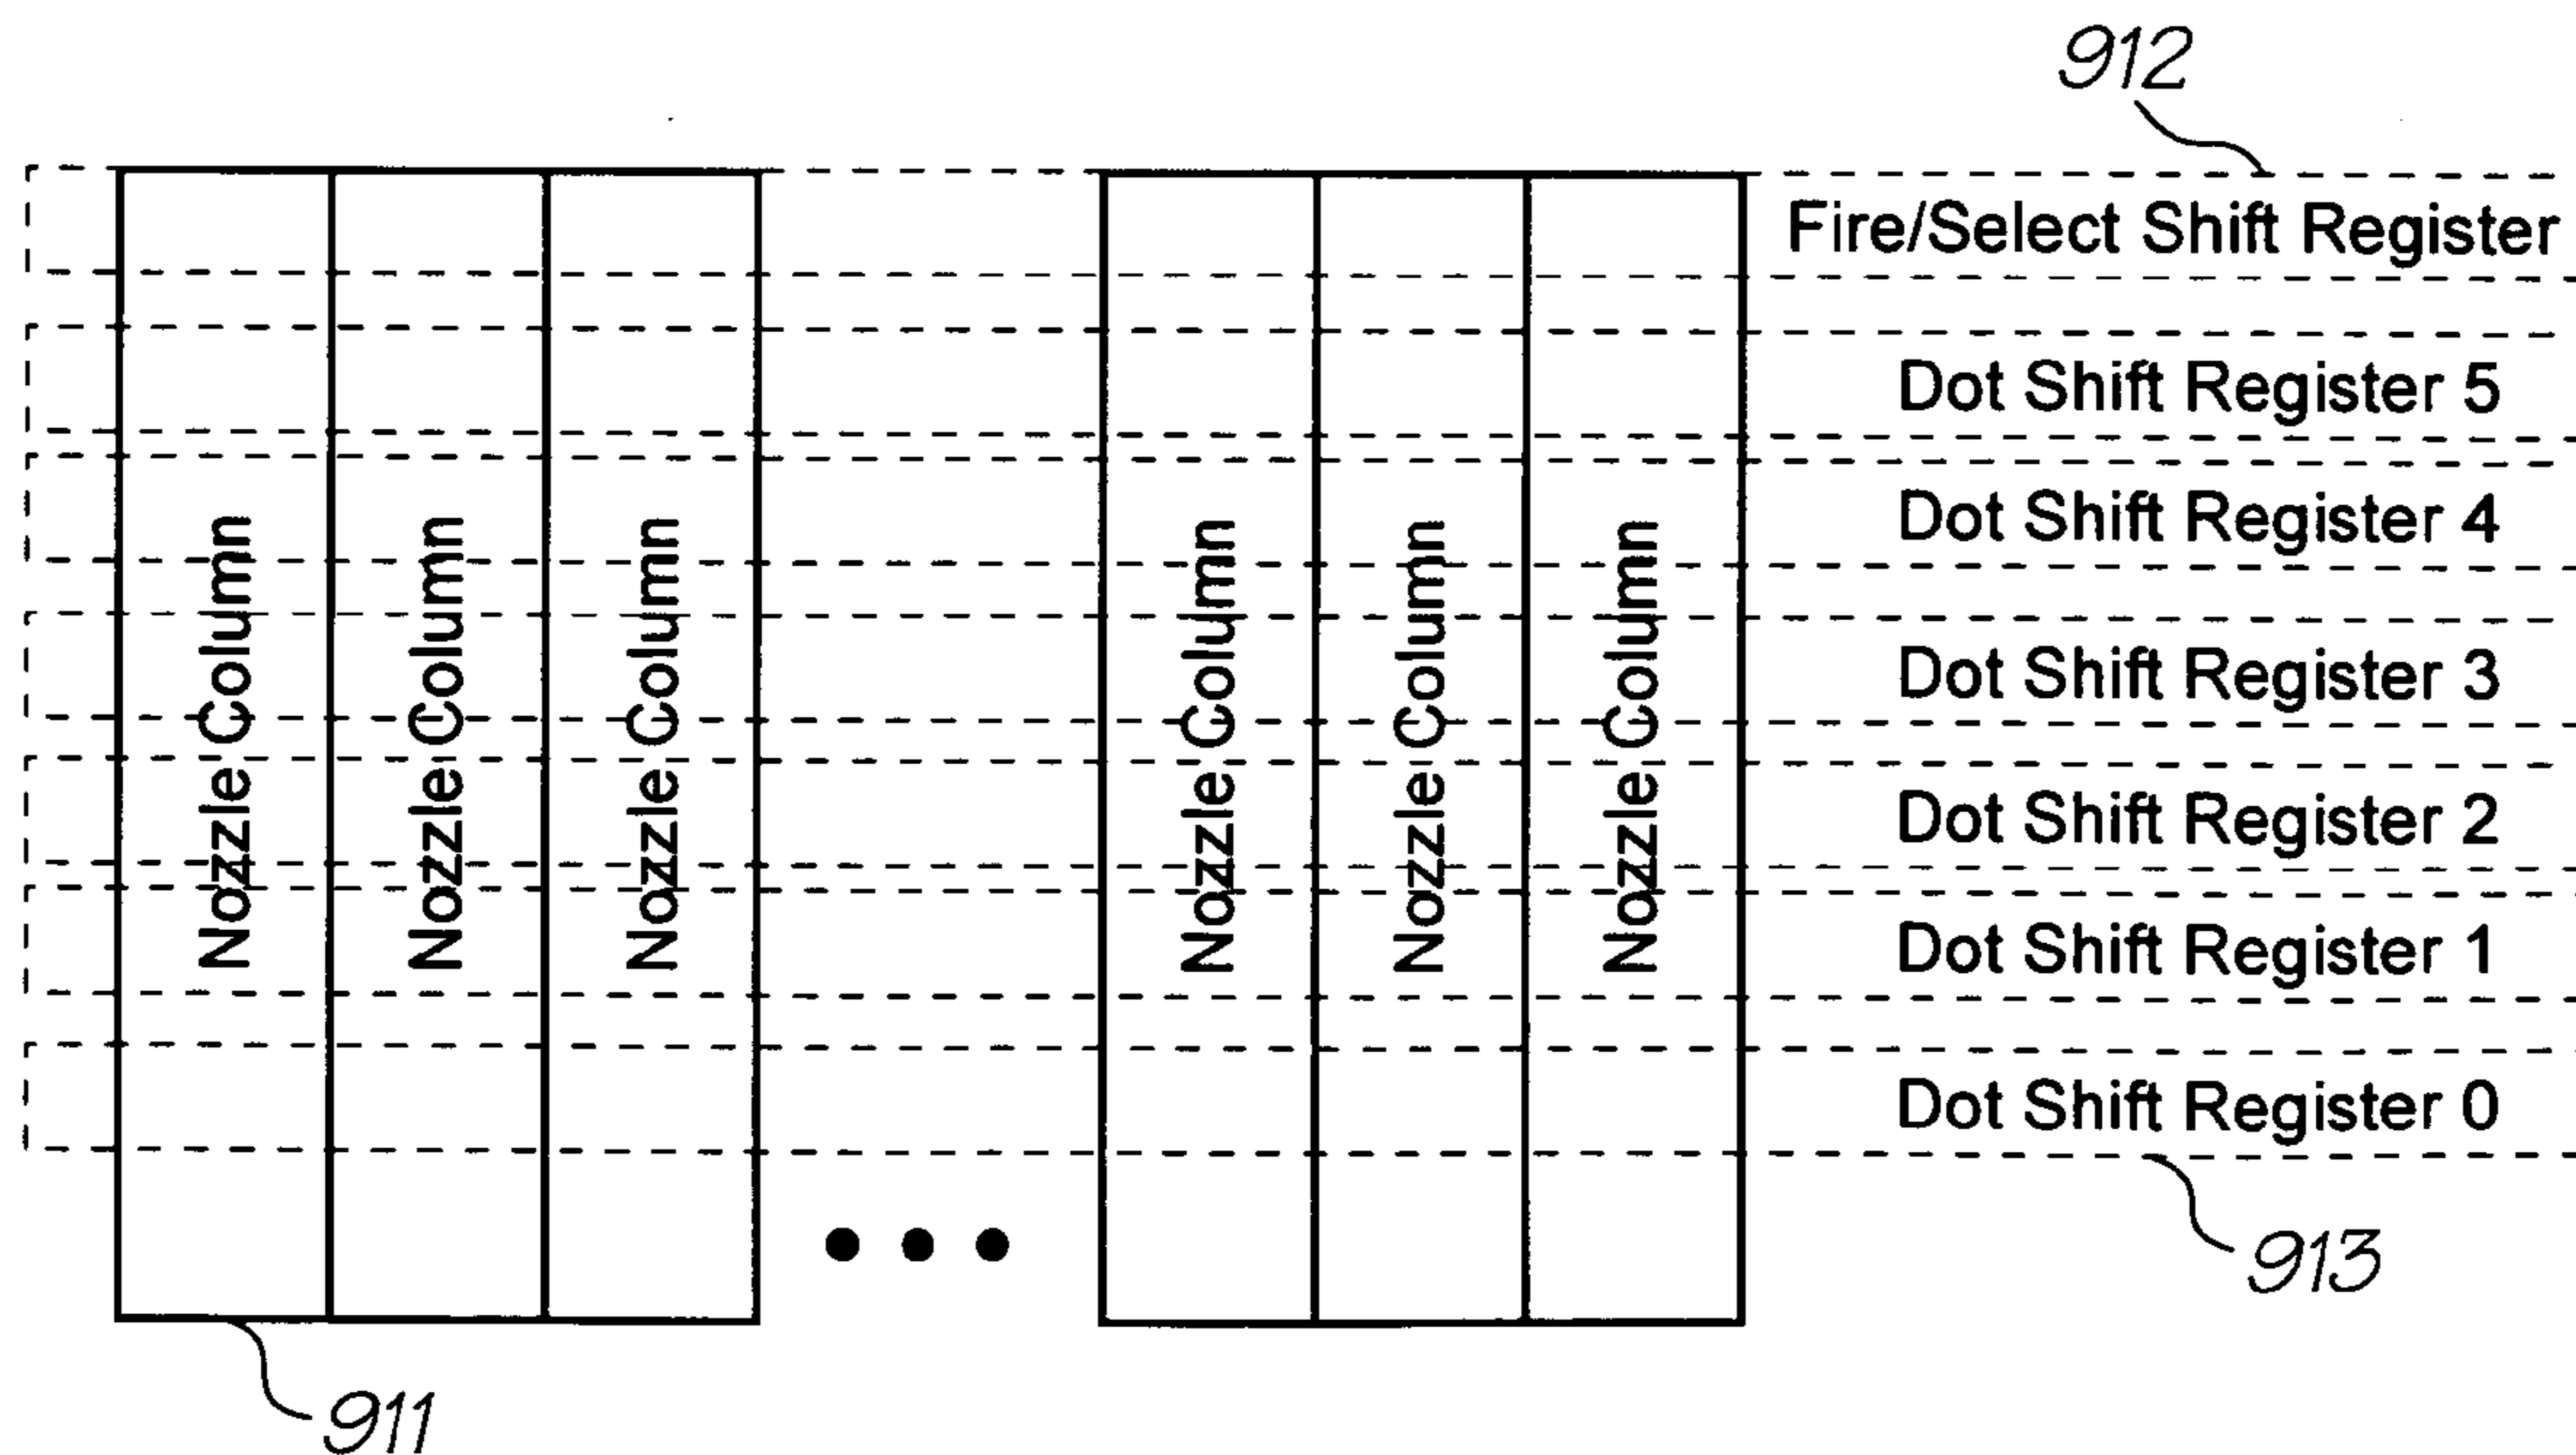 912
Fire/Select Shift Register
Dot Shift Register 5
Dot Shift Register 4
Dot Shift Register 3
Dot Shift Register 2
Dot Shift Register 1
Dot Shift Register 0
Nozzle Column
Nozzle Column
Nozzle Column
Nozzle Column
Nozzle Column
Nozzle Column
913
911